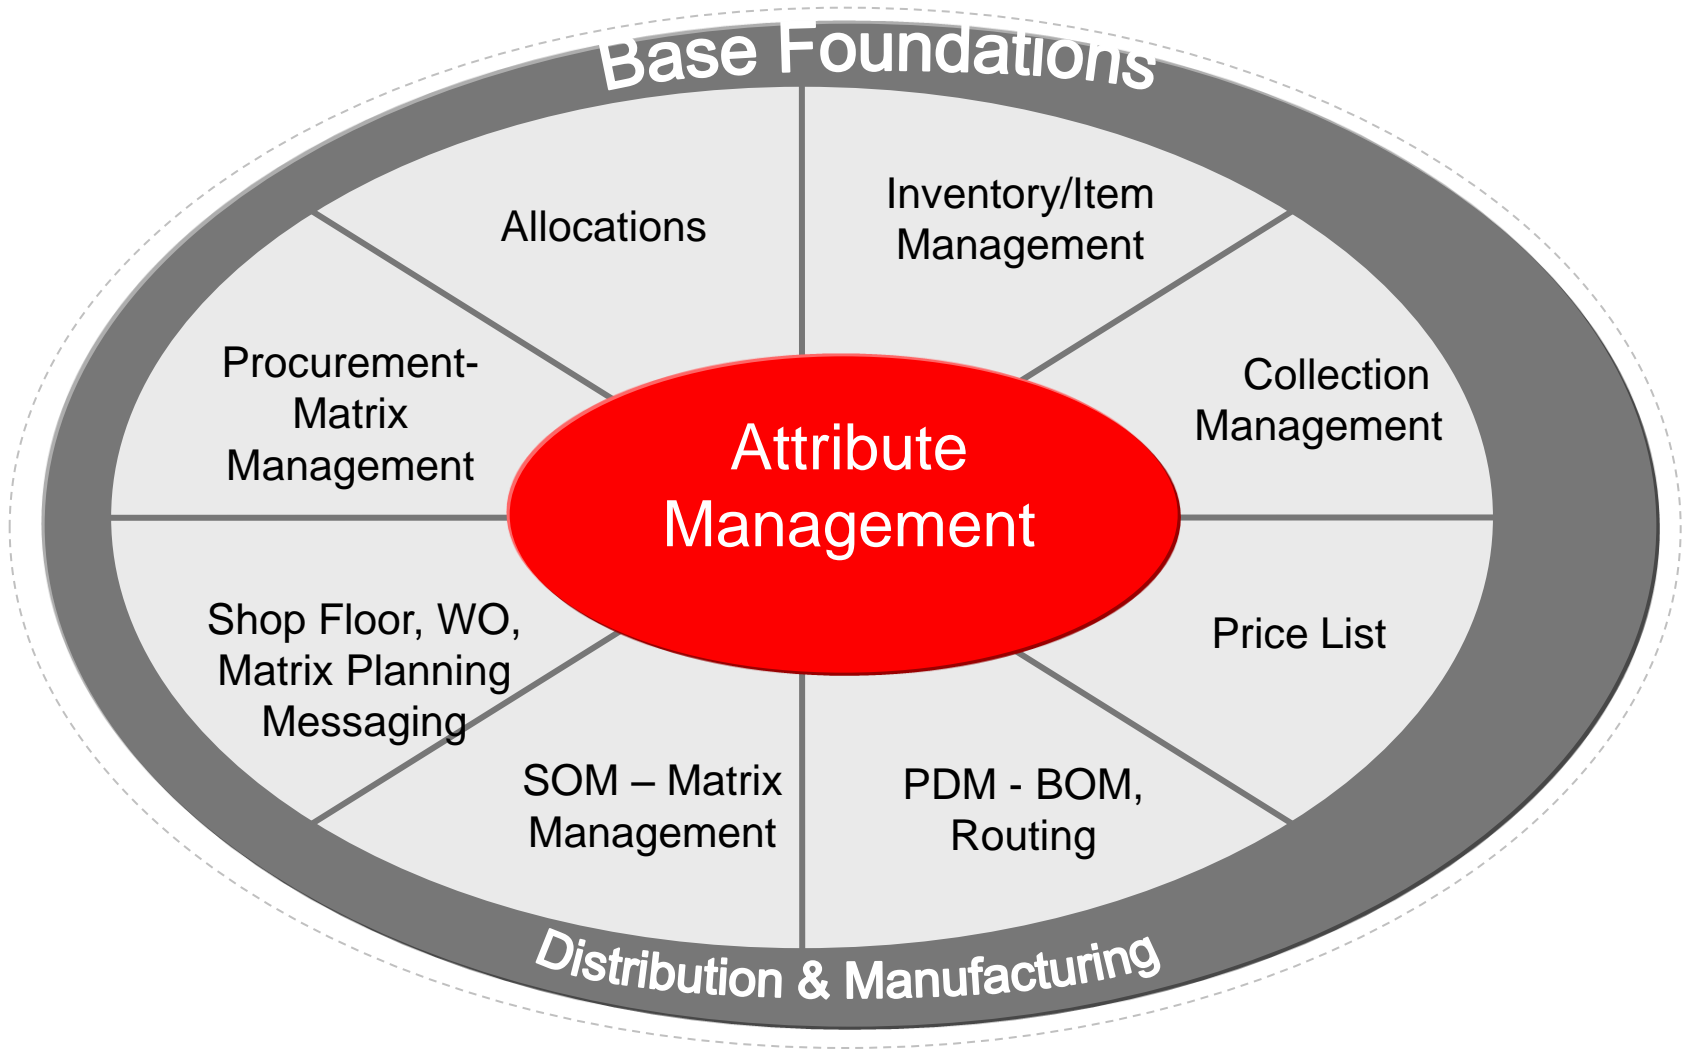 Base Foundations
Allocations
Inventory/Item
Management
Procurement-
Matrix
Management
Collection
Management
Attribute
Management
Shop Floor, WO,
Matrix Planning
Messaging
Price List
SOM – Matrix
Management
PDM - BOM,
Routing
Distribution & Manufacturing